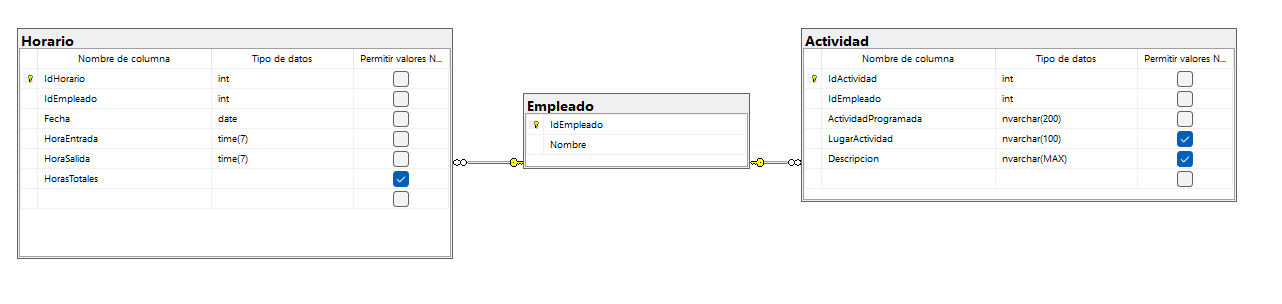 Horario
Nombre de columna Tipo de datos Permitir valores N...
IdHorario int
IdEmpleado int
Fecha date
HoraEntrada time(7)
HoraSalida time(7)
HorasTotales
Empleado
IdEmpleado
Nombre
Actividad
Nombre de columna Tipo de datos Permitir valores N...
IdActividad int
IdEmpleado int
ActividadProgramada nvarchar(200)
LugarActividad nvarchar(100)
Descripcion nvarchar(MAX)